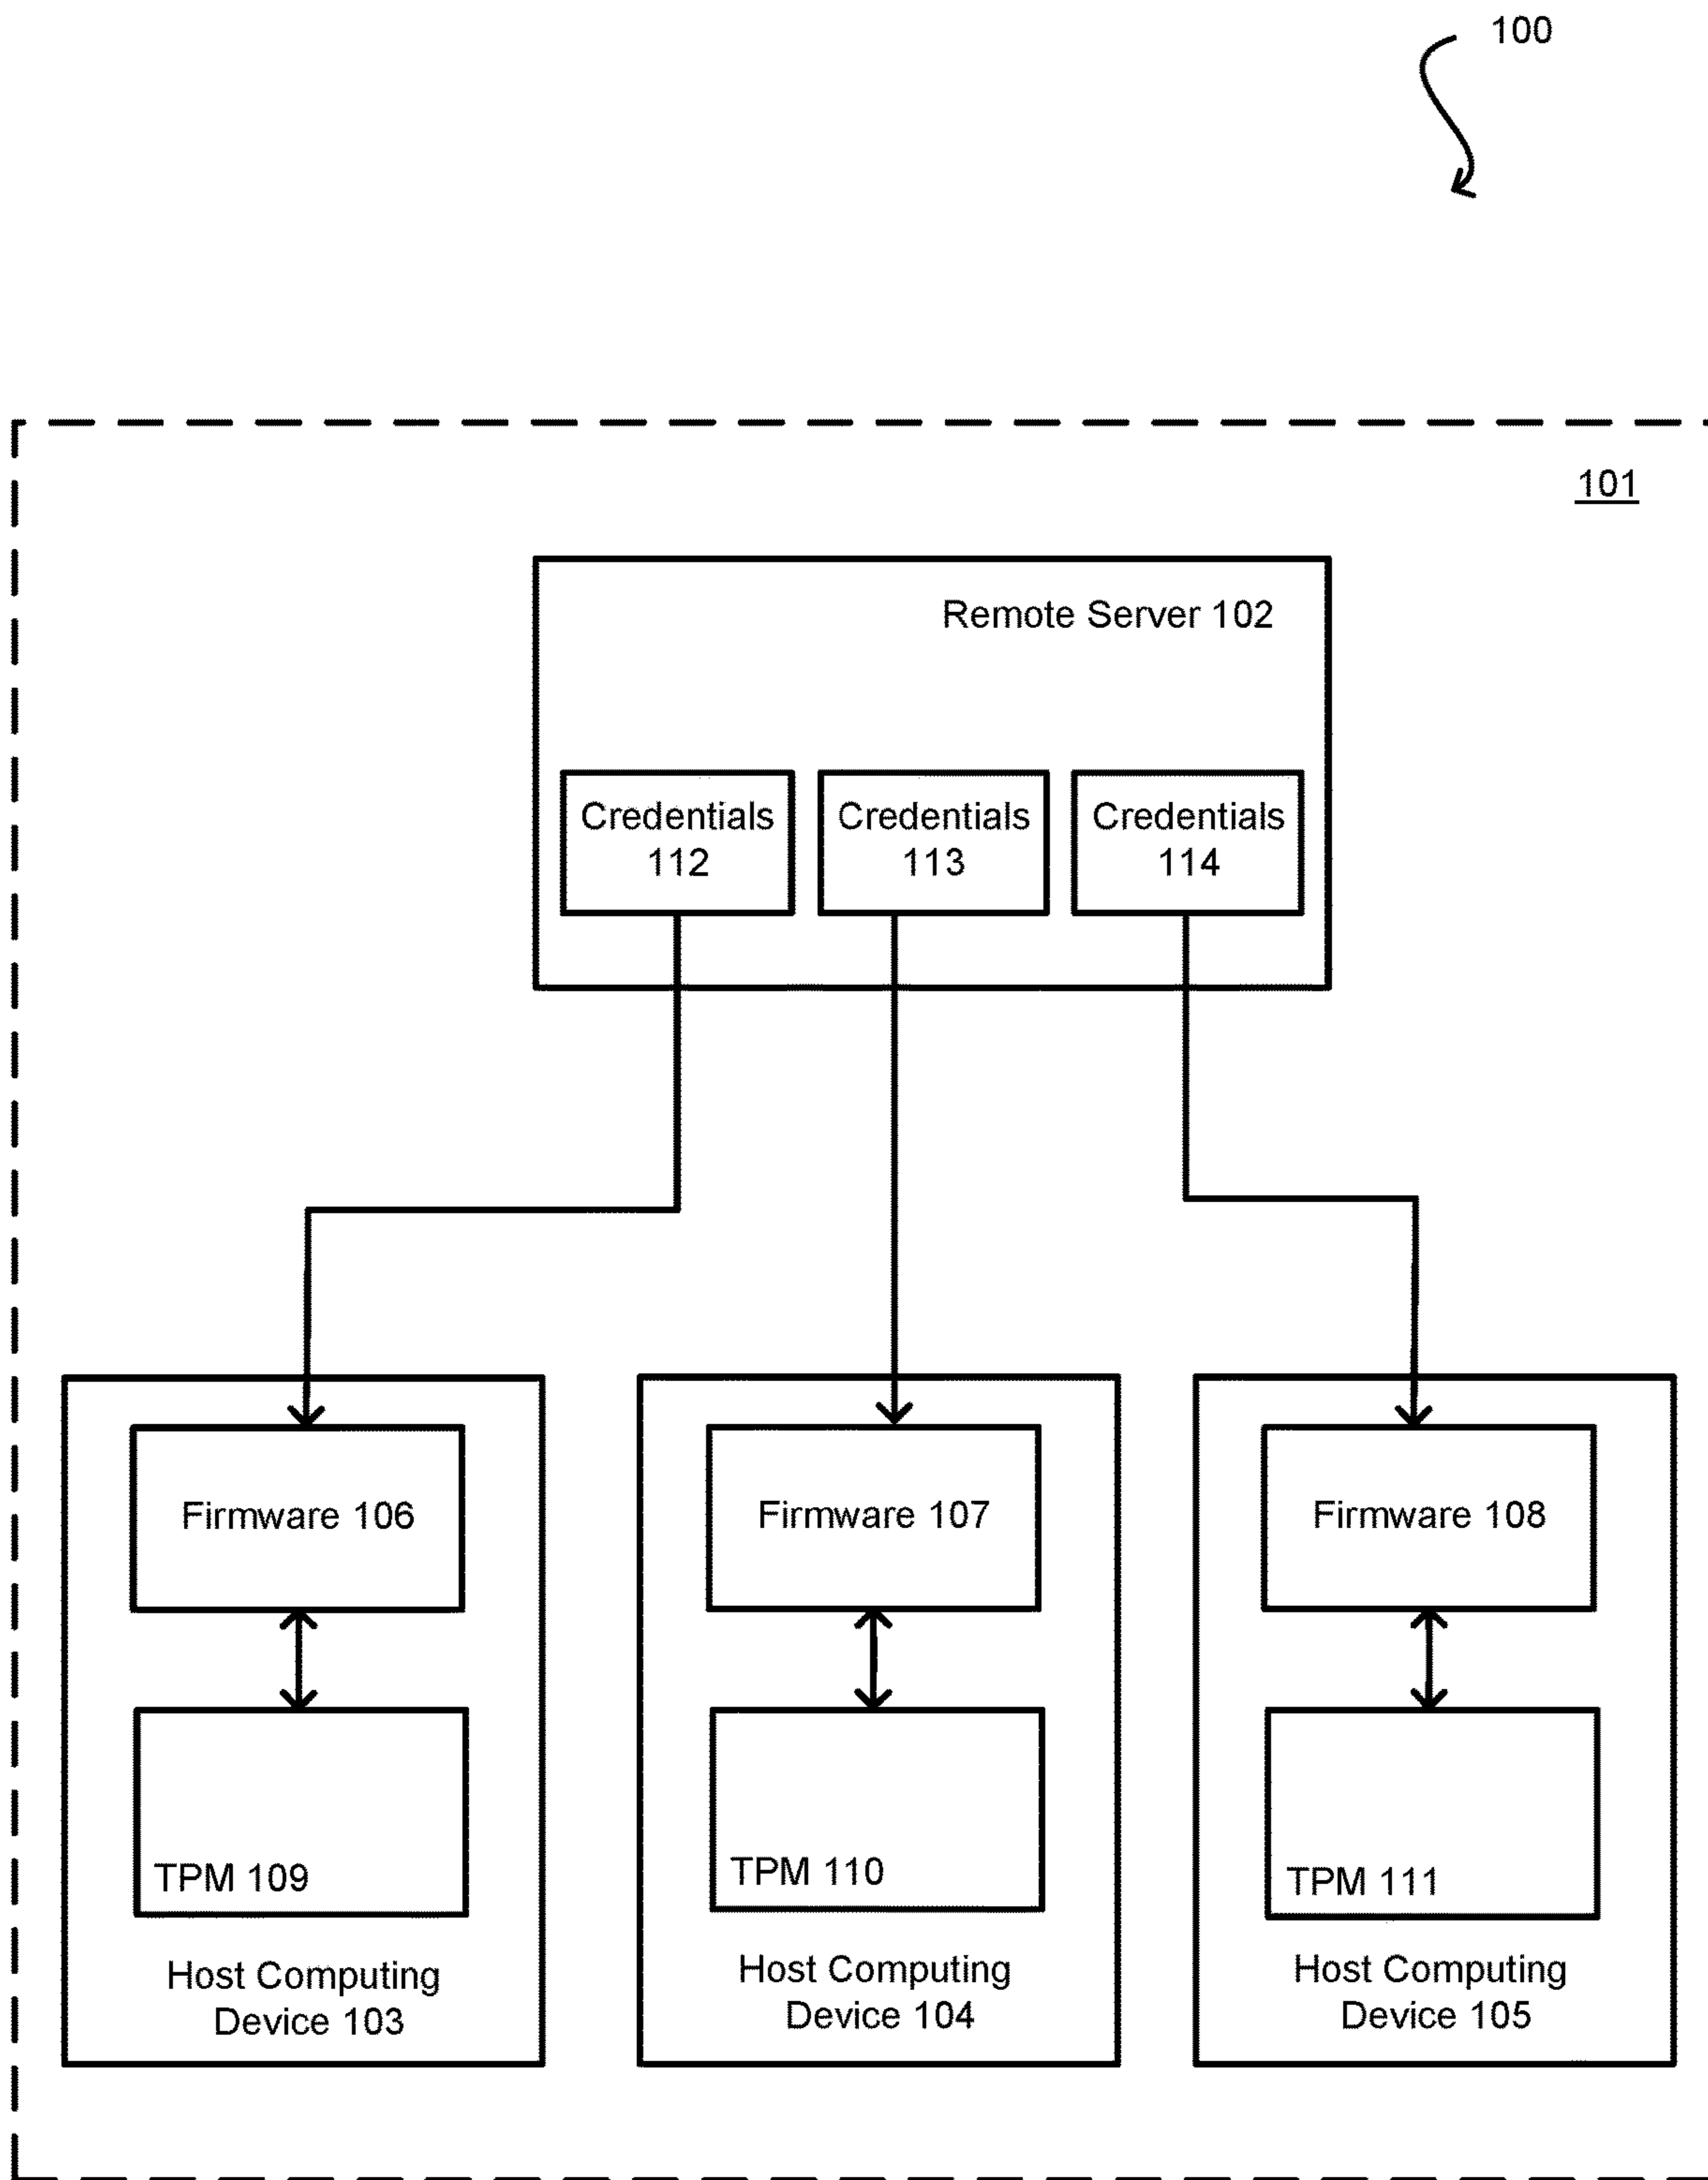 100
101
Remote Server 102
Credentials
112
Credentials
113
Credentials
114
Firmware 106
Firmware 107
Firmware 108
TPM 109
TPM 110
TPM 111
Host Computing
Device 103
Host Computing
Device 104
Host Computing
Device 105